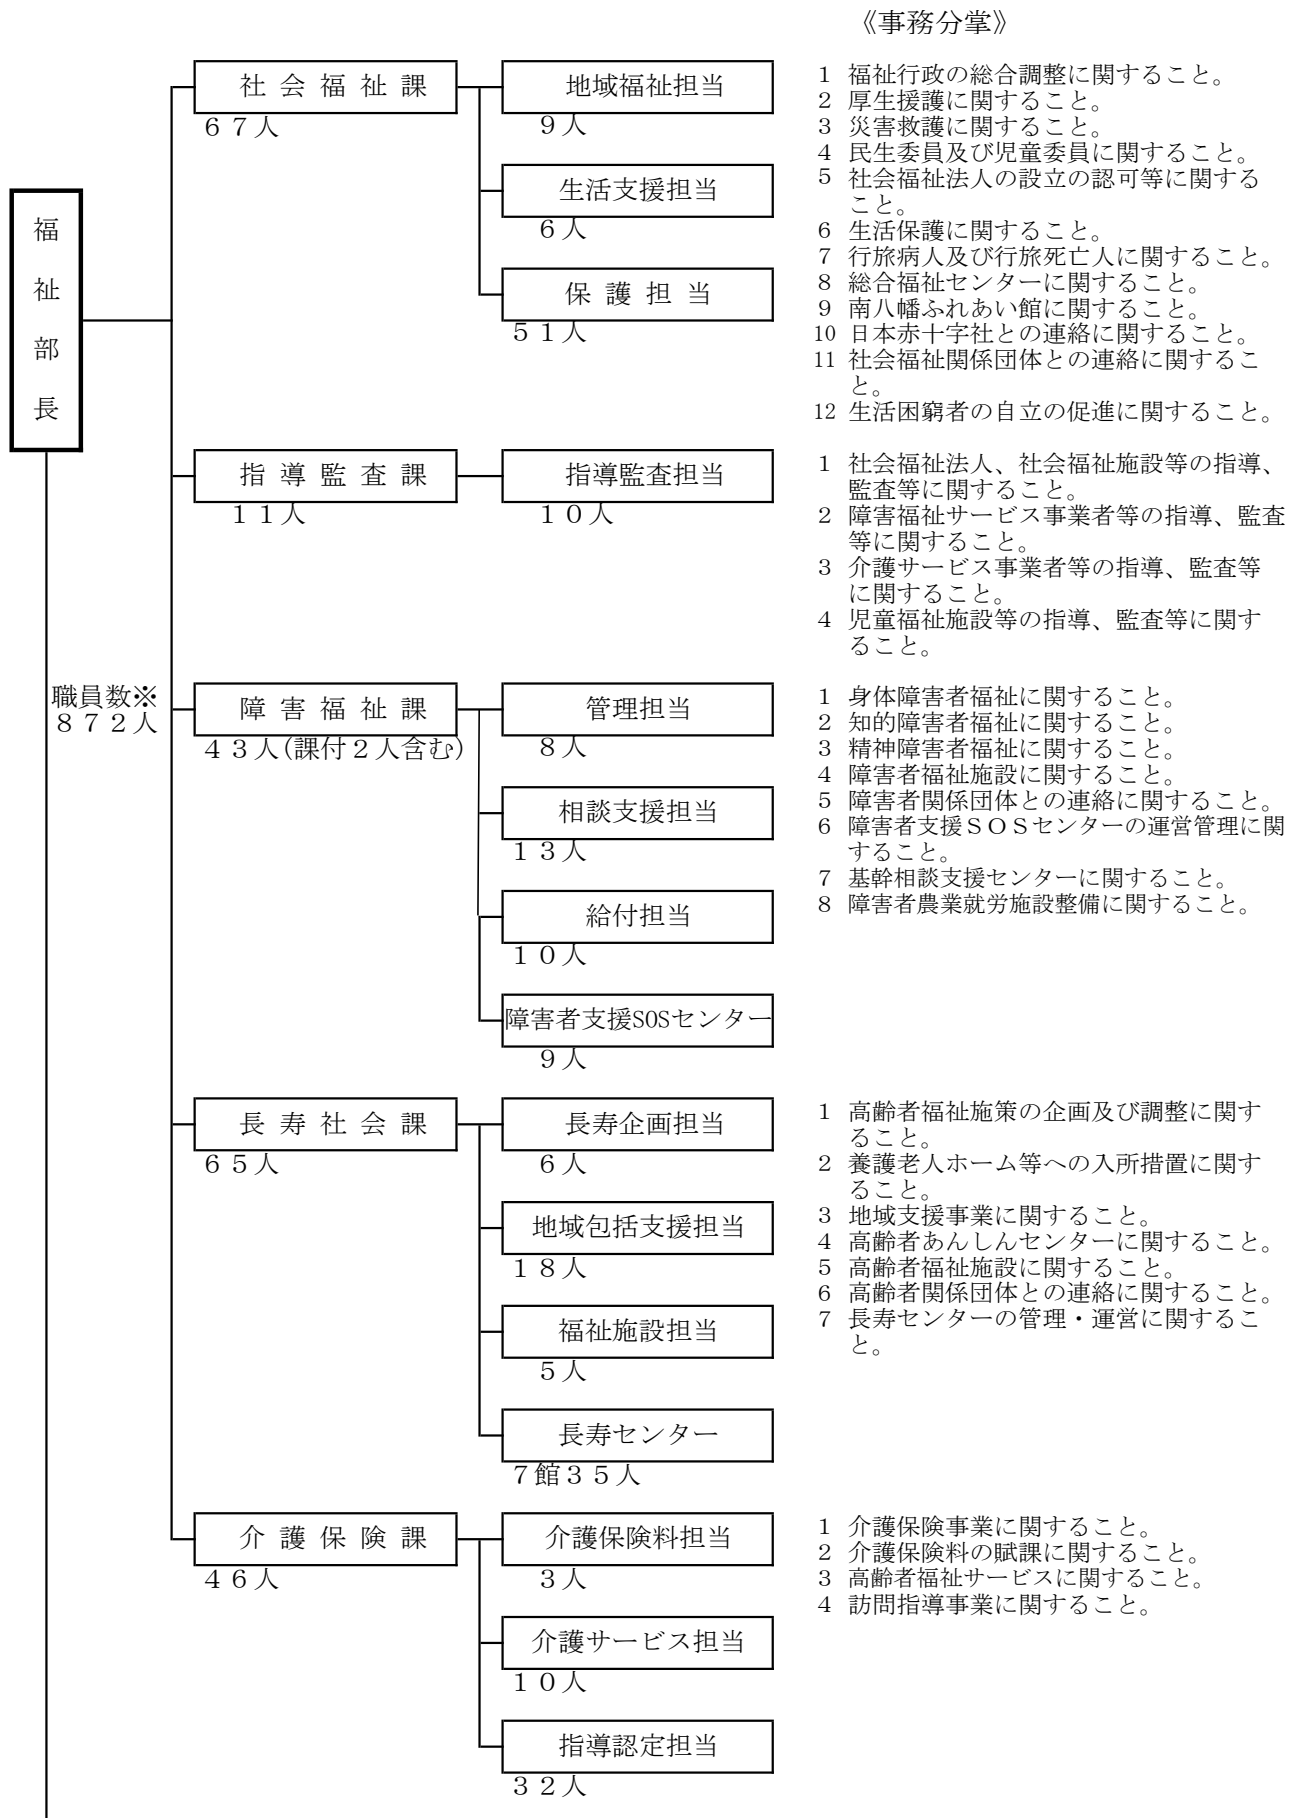 《事務分掌》
福祉部長
職員数※
８７２人
社会福祉課
６７人
地域福祉担当
９人
生活支援担当
６人
保護担当
５１人
1 福祉行政の総合調整に関すること。
2 厚生援護に関すること。
3 災害救護に関すること。
4 民生委員及び児童委員に関すること。
5 社会福祉法人の設立の認可等に関する
こと。
6 生活保護に関すること。
7 行旅病人及び行旅死亡人に関すること。
8 総合福祉センターに関すること。
9 南八幡ふれあい館に関すること。
10 日本赤十字社との連絡に関すること。
11 社会福祉関係団体との連絡に関するこ
と。
12 生活困窮者の自立の促進に関すること。
指導監査課
１１人
指導監査担当
１０人
1 社会福祉法人、社会福祉施設等の指導、
監査等に関すること。
2 障害福祉サービス事業者等の指導、監査
等に関すること。
3 介護サービス事業者等の指導、監査等
に関すること。
4 児童福祉施設等の指導、監査等に関す
ること。
障害福祉課
４３人(課付２人含む)
管理担当
８人
相談支援担当
１３人
給付担当
１０人
障害者支援SOSセンター
９人
1 身体障害者福祉に関すること。
2 知的障害者福祉に関すること。
3 精神障害者福祉に関すること。
4 障害者福祉施設に関すること。
5 障害者関係団体との連絡に関すること。
6 障害者支援ＳＯＳセンターの運営管理に関
すること。
7 基幹相談支援センターに関すること。
8 障害者農業就労施設整備に関すること。
長寿社会課
６５人
長寿企画担当
６人
地域包括支援担当
１８人
福祉施設担当
５人
長寿センター
７館３５人
1 高齢者福祉施策の企画及び調整に関す
ること。
2 養護老人ホーム等への入所措置に関す
ること。
3 地域支援事業に関すること。
4 高齢者あんしんセンターに関すること。
5 高齢者福祉施設に関すること。
6 高齢者関係団体との連絡に関すること。
7 長寿センターの管理・運営に関するこ
と。
介護保険課
４６人
介護保険料担当
３人
介護サービス担当
１０人
指導認定担当
３２人
1 介護保険事業に関すること。
2 介護保険料の賦課に関すること。
3 高齢者福祉サービスに関すること。
4 訪問指導事業に関すること。